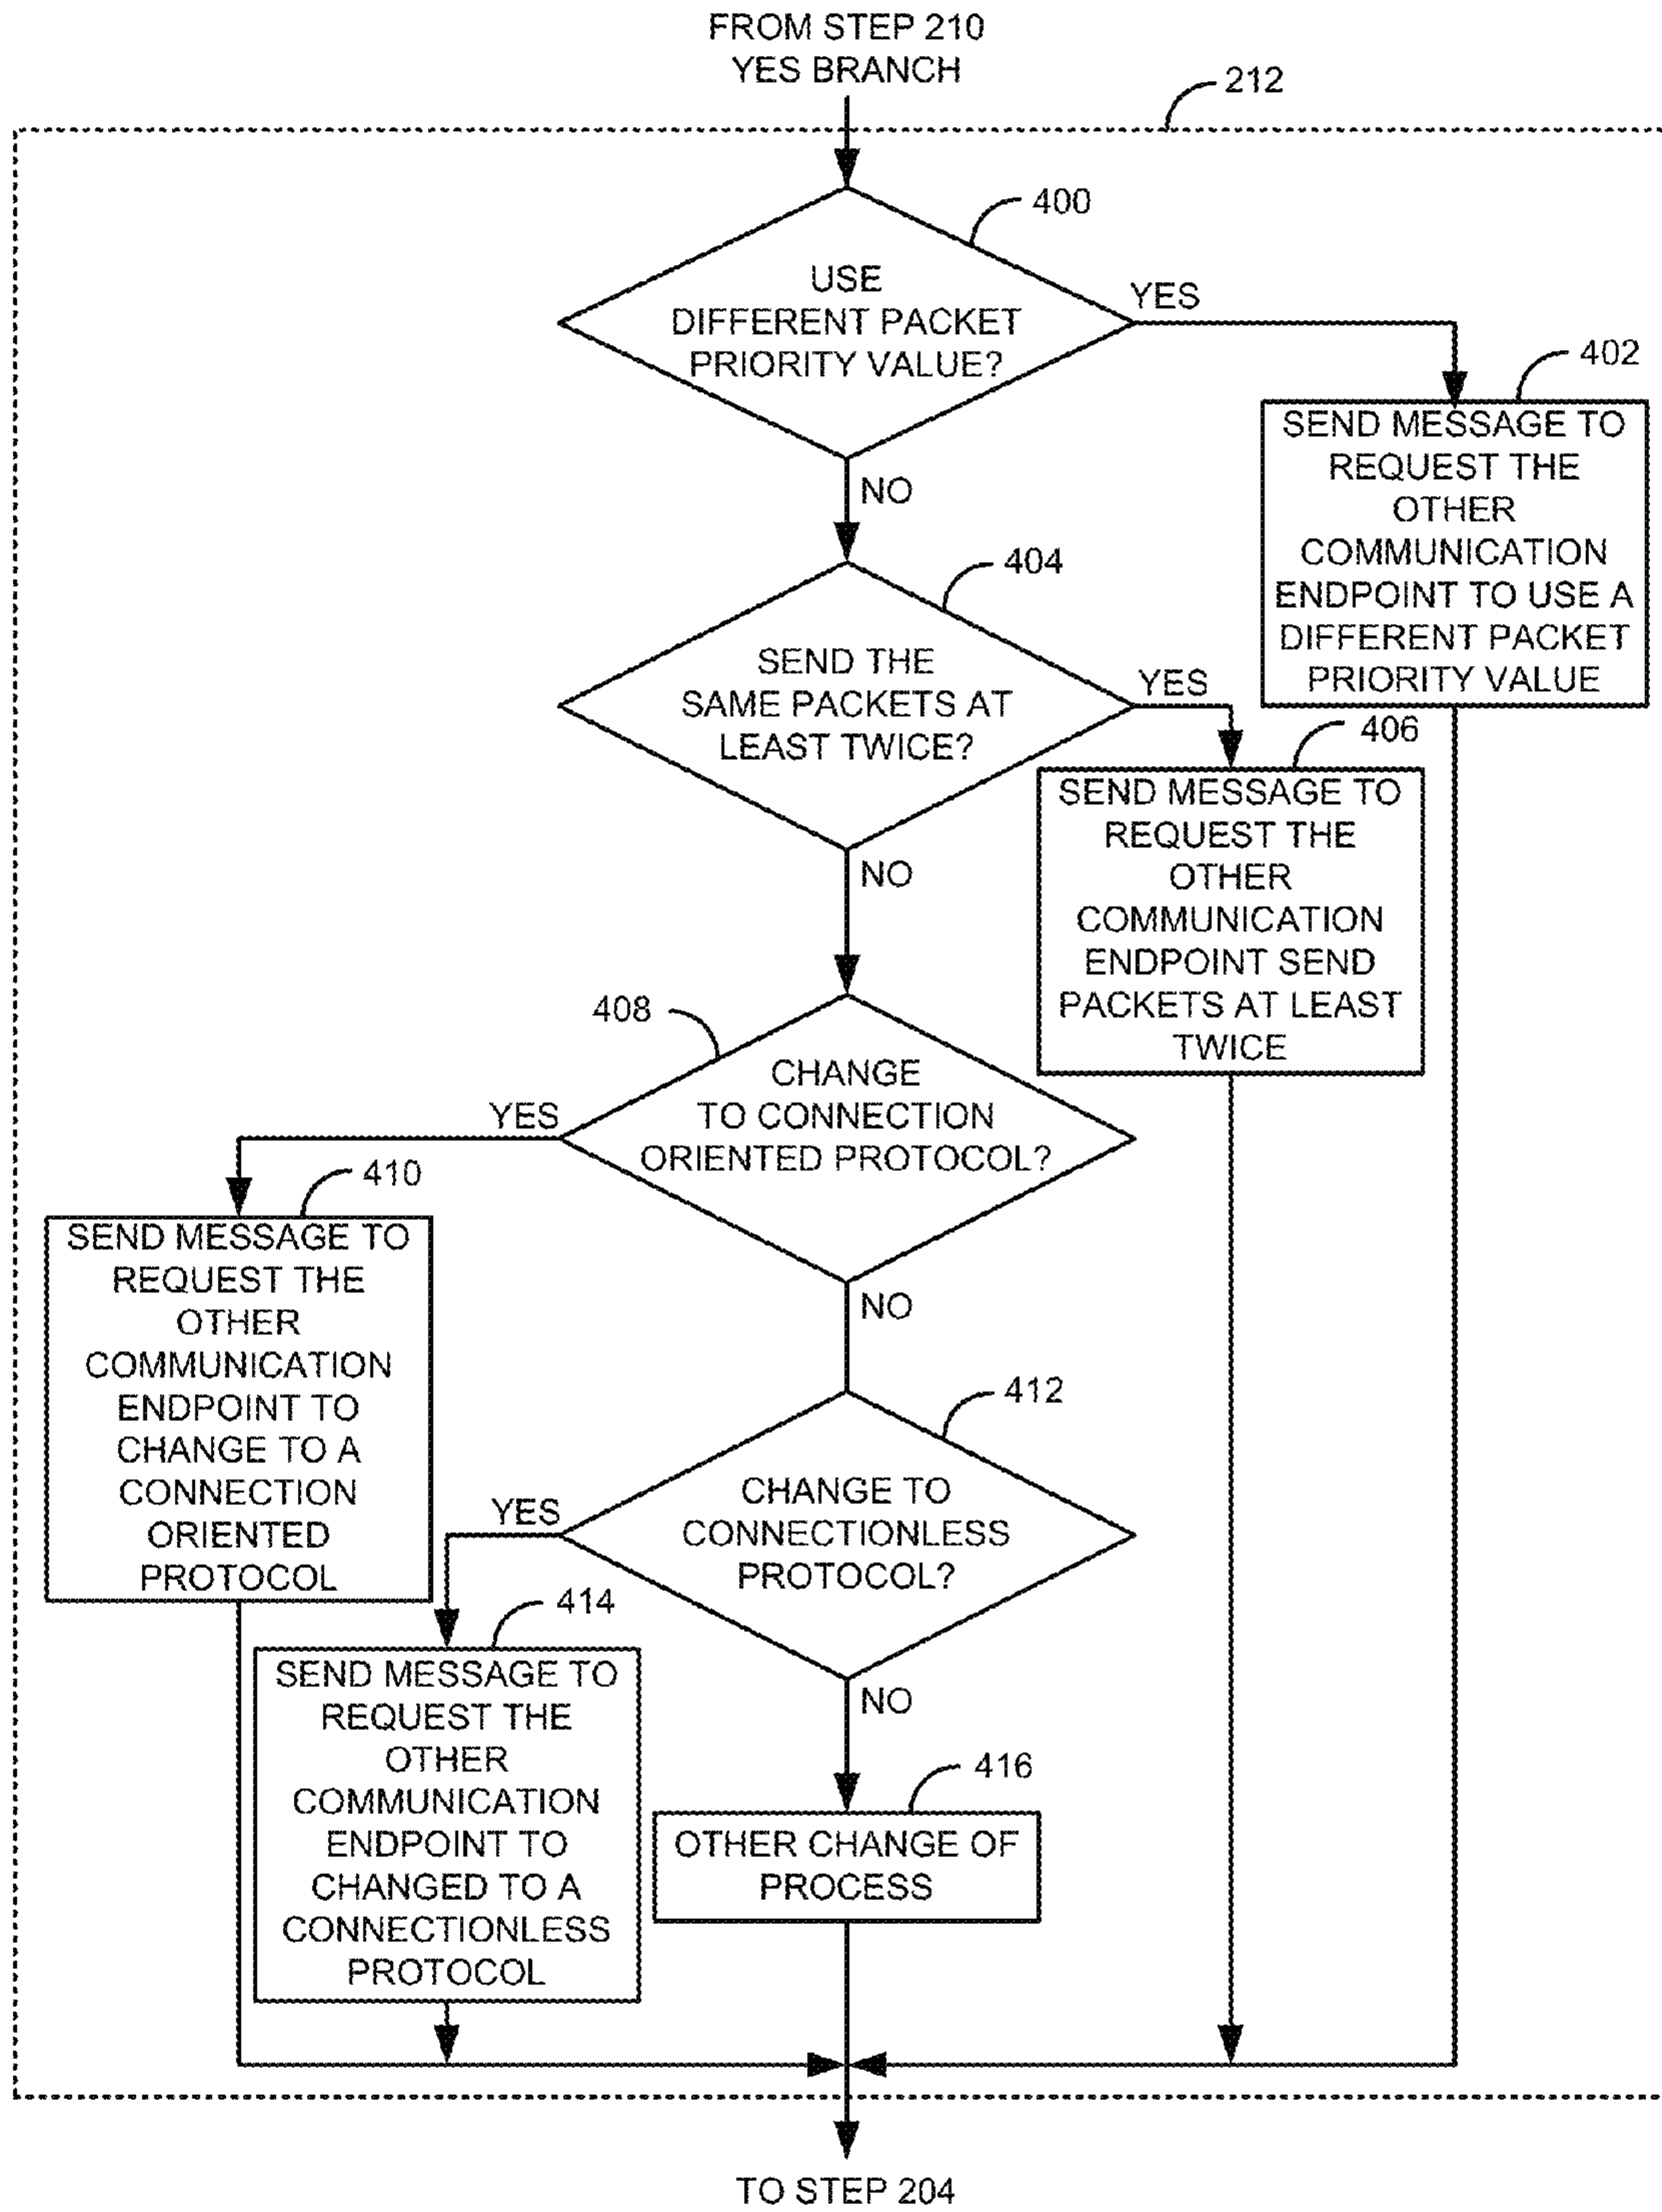 FROM STEP 210
YES BRANCH
212
400
USE
DIFFERENT PACKET
PRIORITY VALUE?
YES
NO
402
SEND MESSAGE TO
REQUEST THE
OTHER
COMMUNICATION
ENDPOINT TO USE A
DIFFERENT PACKET
PRIORITY VALUE
404
SEND THE
SAME PACKETS AT
LEAST TWICE?
YES
NO
406
SEND MESSAGE TO
REQUEST THE
OTHER
COMMUNICATION
ENDPOINT SEND
PACKETS AT LEAST
TWICE
408
CHANGE
TO CONNECTION
ORIENTED PROTOCOL?
YES
NO
410
SEND MESSAGE TO
REQUEST THE
OTHER
COMMUNICATION
ENDPOINT TO
CHANGE TO A
CONNECTION
ORIENTED
PROTOCOL
412
CHANGE TO
CONNECTIONLESS
PROTOCOL?
YES
NO
414
SEND MESSAGE TO
REQUEST THE
OTHER
COMMUNICATION
ENDPOINT TO
CHANGED TO A
CONNECTIONLESS
PROTOCOL
416
OTHER CHANGE OF
PROCESS
TO STEP 204